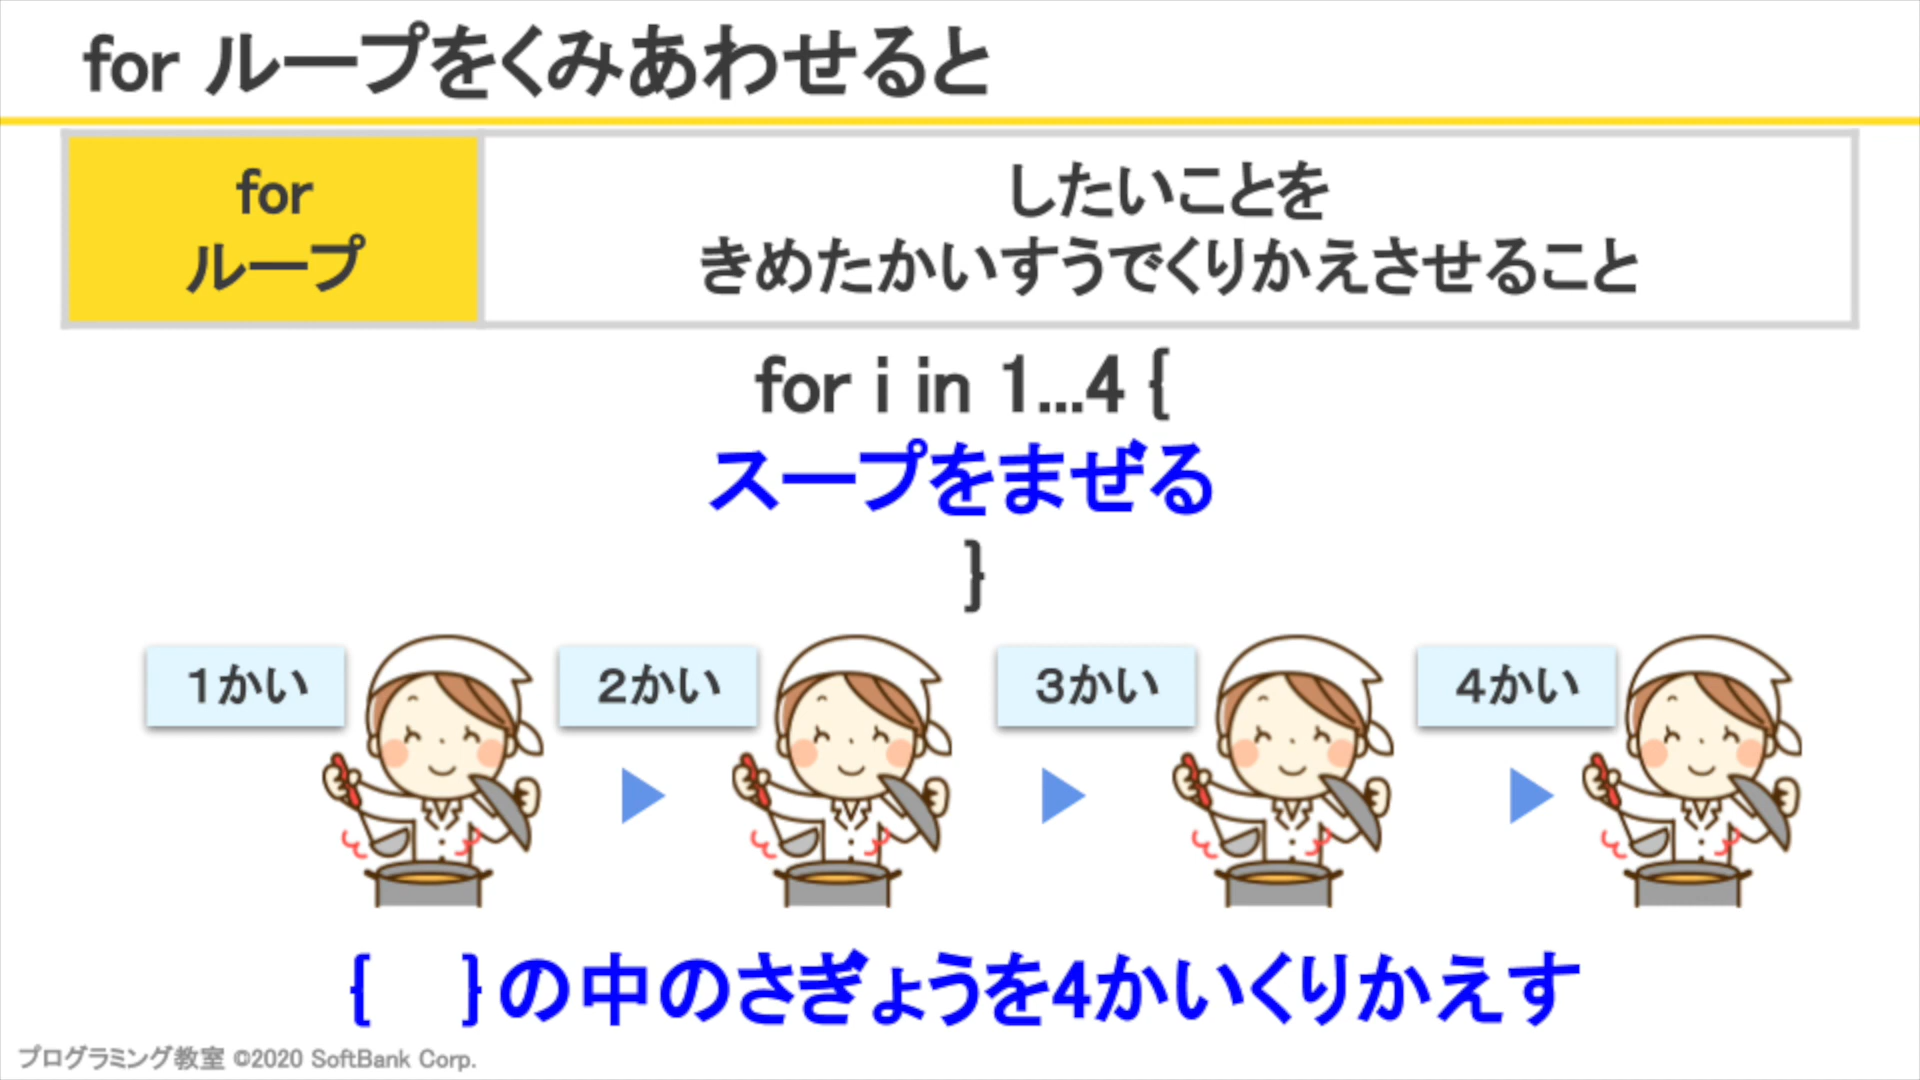 for ループをくみあわせると
for
ループ
したいことを
きめたかいすうでくりかえさせること
for i in 1...4 {
スープをまぜる
}
1かい
2かい
3かい
4かい
{　}の中のさぎょうを4かいくりかえす
プログラミング教室 ©2020 SoftBank Corp.